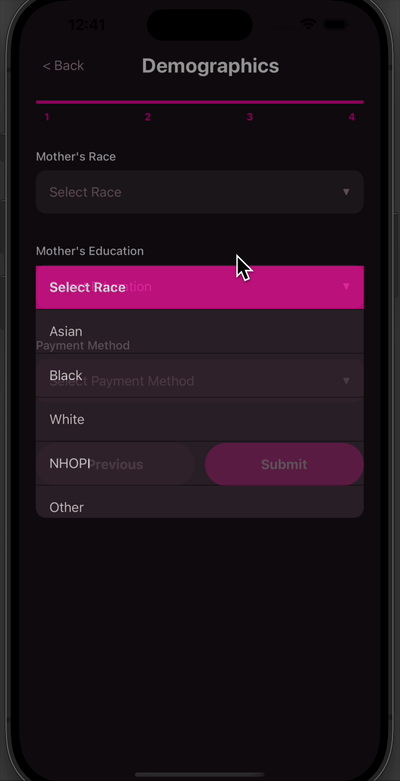 12:41
< Back
Demographics
1 2 3 4
Mother's Race
Select Race
Mother's Education
Select Race
Asian
Payment Method
Black
Select Payment Method
White
NHOPI
Previous
Submit
Other